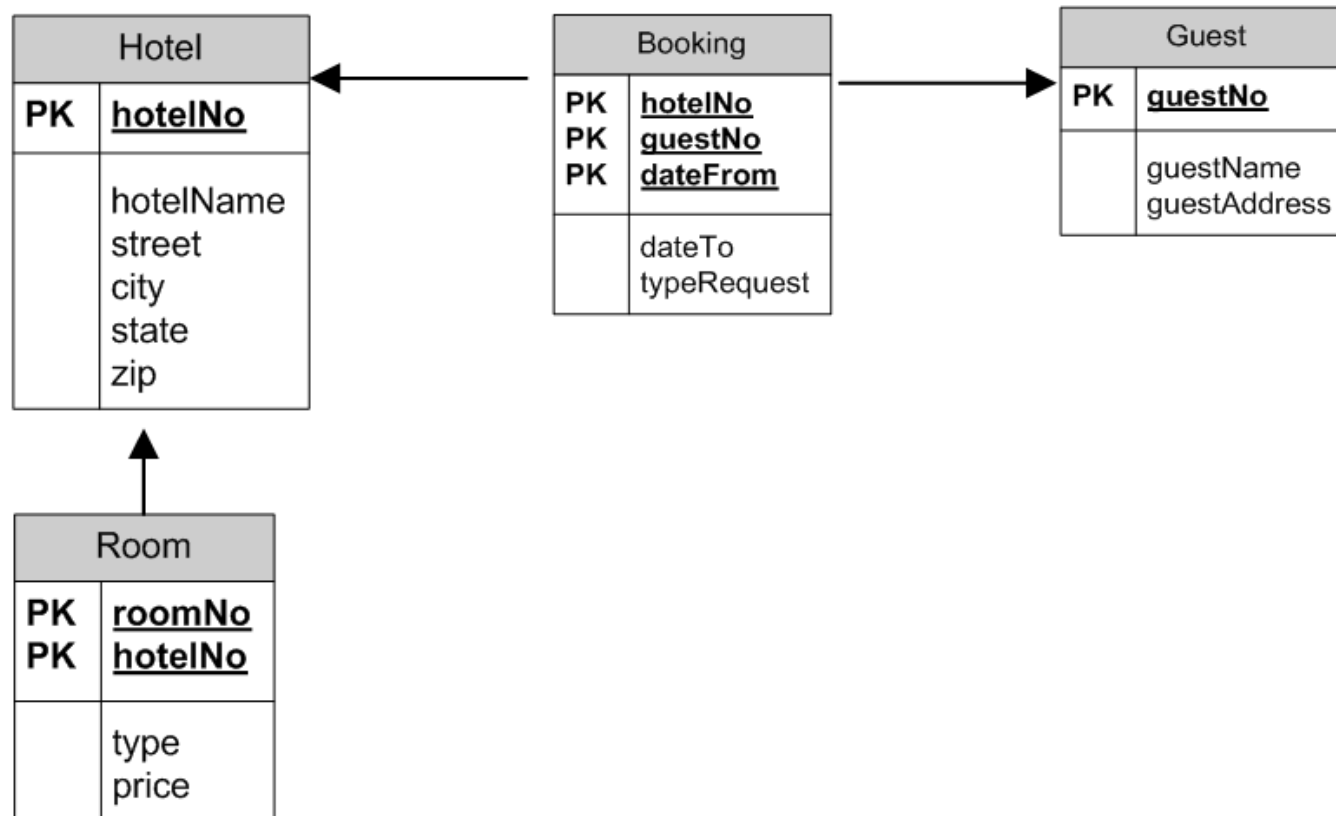 Hotel
PK hotelNo
hotelName
street
city
state
zip
Booking
PK hotelNo
PK guestNo
PK dateFrom
dateTo
typeRequest
Guest
PK guestNo
guestName
guestAddress
Room
PK roomNo
PK hotelNo
type
price